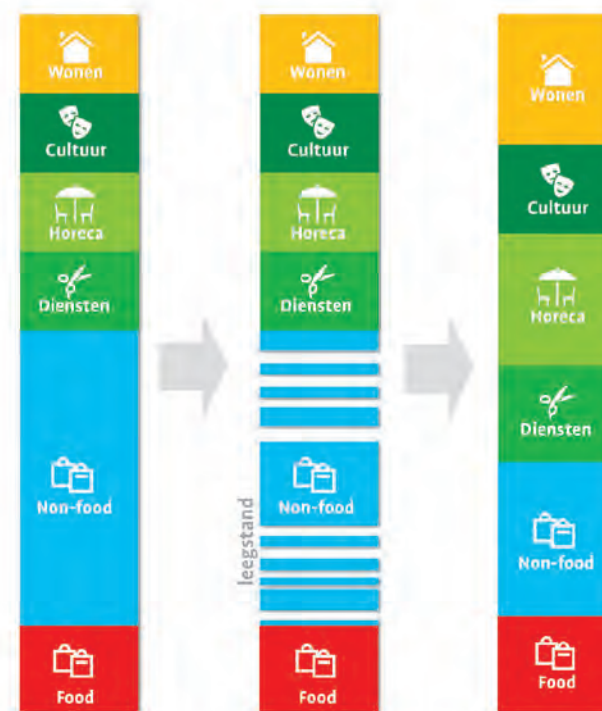 Wonen
Cultuur
Horeca
Diensten
Non-food
Food
Wonen
Cultuur
Horeca
Diensten
leegstand
Non-food
Food
Wonen
Cultuur
Horeca
Diensten
Non-food
Food